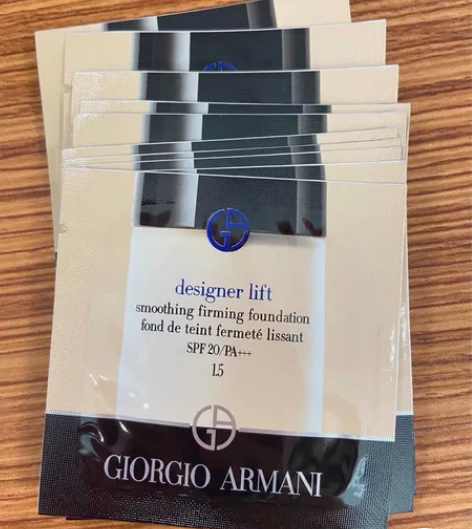 designer lift
smoothing firming foundation
fond de teint fermeté lissant
SPF 20/PA+++
1.5
GIORGIO ARMANI